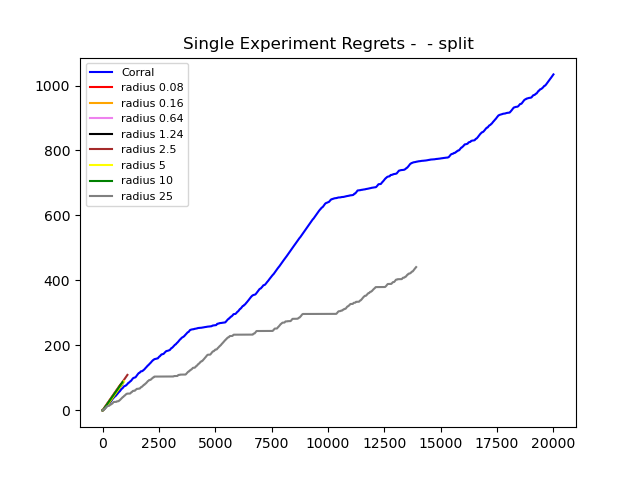 Single Experiment Regrets -  - split
Corral
radius 0.08
radius 0.16
radius 0.64
radius 1.24
radius 2.5
radius 5
radius 10
radius 25
1000
800
600
400
200
0
0 2500 5000 7500 10000 12500 15000 17500 20000